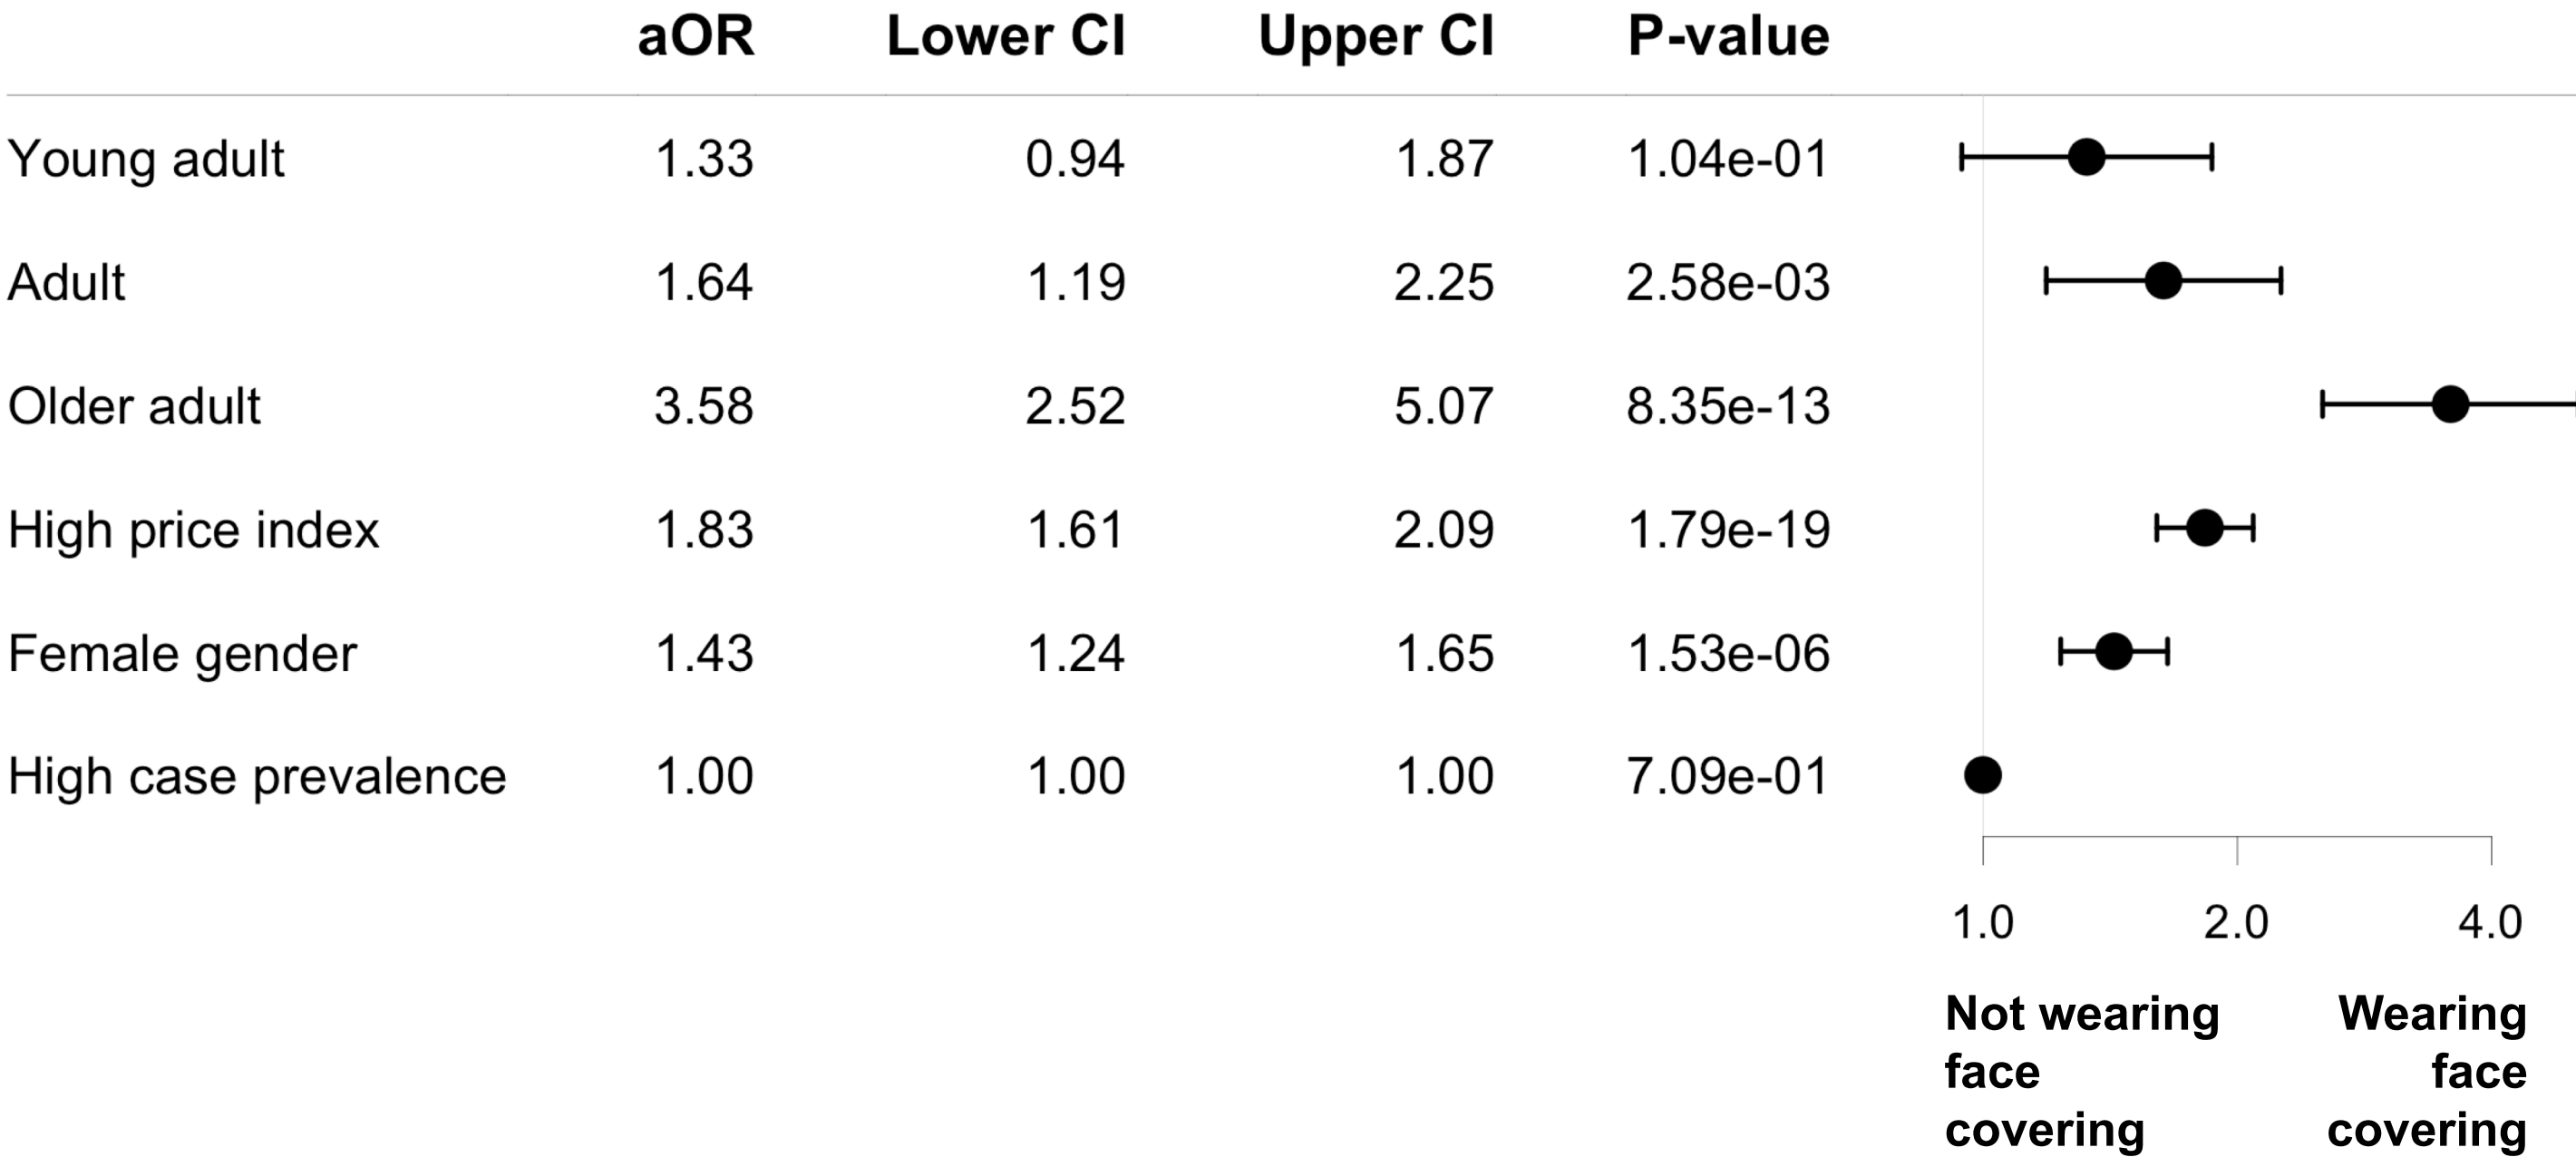 aOR Lower CI Upper CI P-value
Young adult 1.33 0.94 1.87 1.04e-01
Adult 1.64 1.19 2.25 2.58e-03
Older adult 3.58 2.52 5.07 8.35e-13
High price index 1.83 1.61 2.09 1.79e-19
Female gender 1.43 1.24 1.65 1.53e-06
High case prevalence 1.00 1.00 1.00 7.09e-01
1.0 2.0 4.0
Not wearing
face
covering
Wearing
face
covering